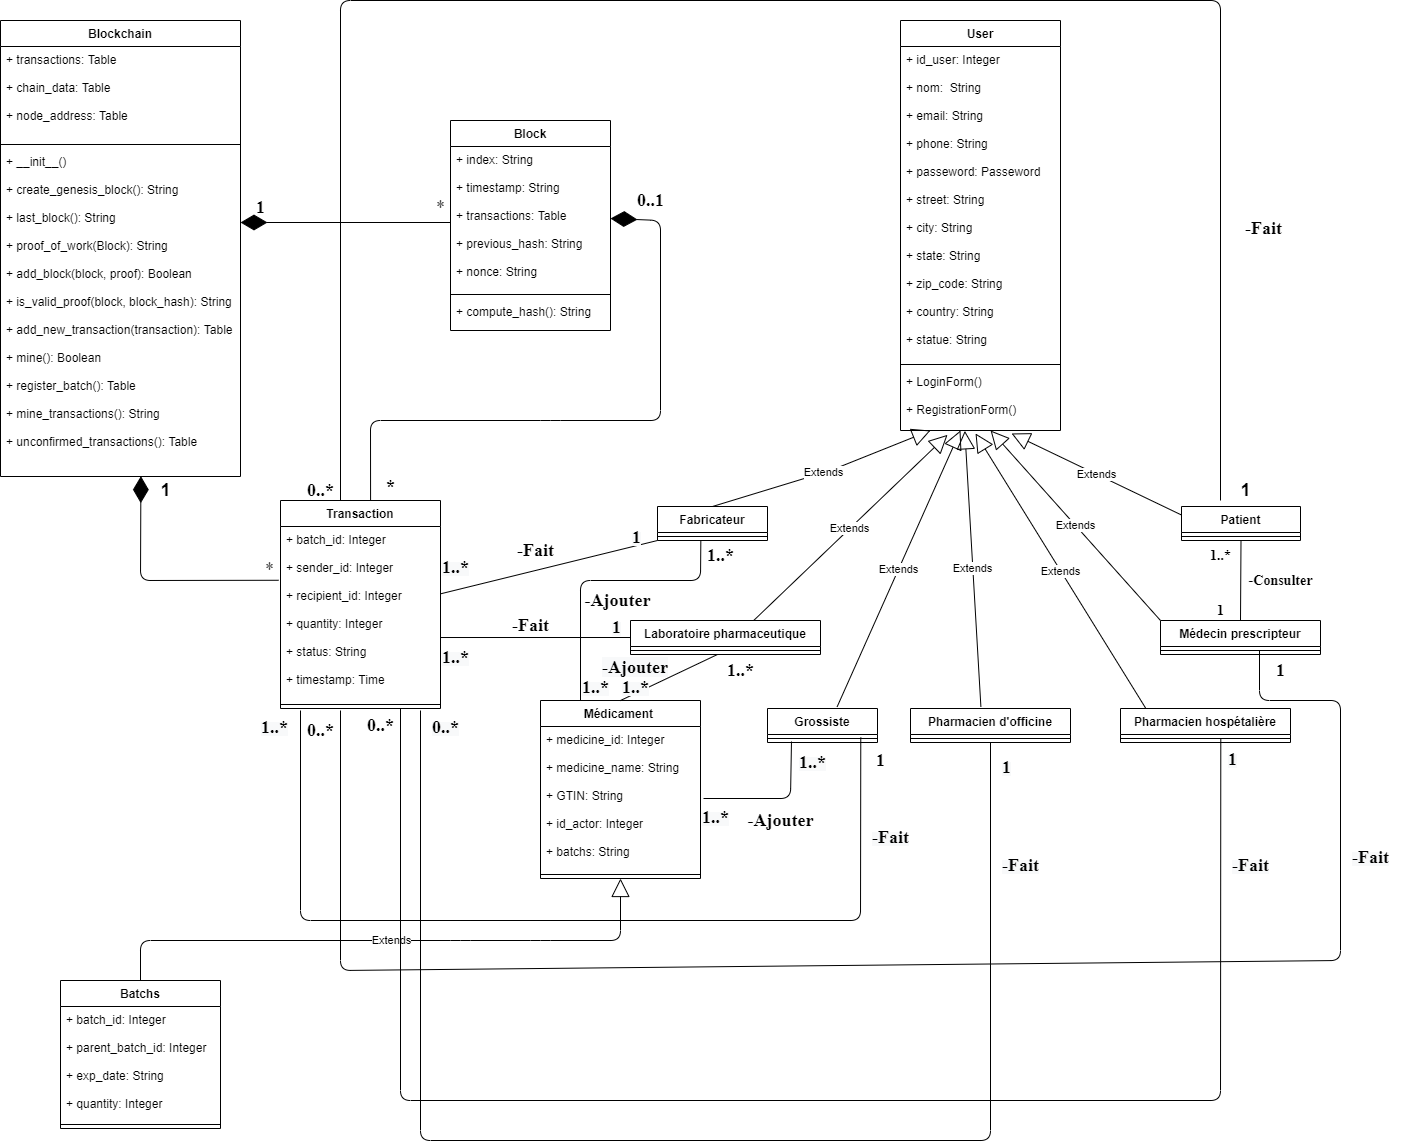 Blockchain
+ transactions: Table
+ chain_data: Table
+ node_address: Table
+ __init__()
+ create_genesis_block(): String
+ last_block(): String
+ proof_of_work(Block): String
+ add_block(block, proof): Boolean
+ is_valid_proof(block, block_hash): String
+ add_new_transaction(transaction): Table
+ mine(): Boolean
+ register_batch(): Table
+ mine_transactions(): String
+ unconfirmed_transactions(): Table
1
*
1
*
Block
+ index: String
+ timestamp: String
+ transactions: Table
+ previous_hash: String
+ nonce: String
+ compute_hash(): String
0..1
*
User
+ id_user: Integer
+ nom:  String
+ email: String
+ phone: String
+ passeword: Passeword
+ street: String
+ city: String
+ state: String
+ zip_code: String
+ country: String
+ statue: String
+ LoginForm()
+ RegistrationForm()
-Fait
1
0..*
Extends
Extends
Extends
Extends
Extends
Extends
Extends
Transaction
+ batch_id: Integer
+ sender_id: Integer
+ recipient_id: Integer
+ quantity: Integer
+ status: String
+ timestamp: Time
Fabricateur
1
-Fait
1..*
1..*
-Ajouter
1..*
Laboratoire pharmaceutique
1
-Fait
1..*
1..*
-Ajouter
1..*
Patient
1..*
-Consulter
1
Médecin prescripteur
1
-Fait
0..*
Médicament
+ medicine_id: Integer
+ medicine_name: String
+ GTIN: String
+ id_actor: Integer
+ batchs: String
Grossiste
1..*
-Ajouter
1..*
1
-Fait
1..*
Pharmacien d'officine
1
-Fait
0..*
Pharmacien hospétalière
1
-Fait
0..*
Extends
Batchs
+ batch_id: Integer
+ parent_batch_id: Integer
+ exp_date: String
+ quantity: Integer